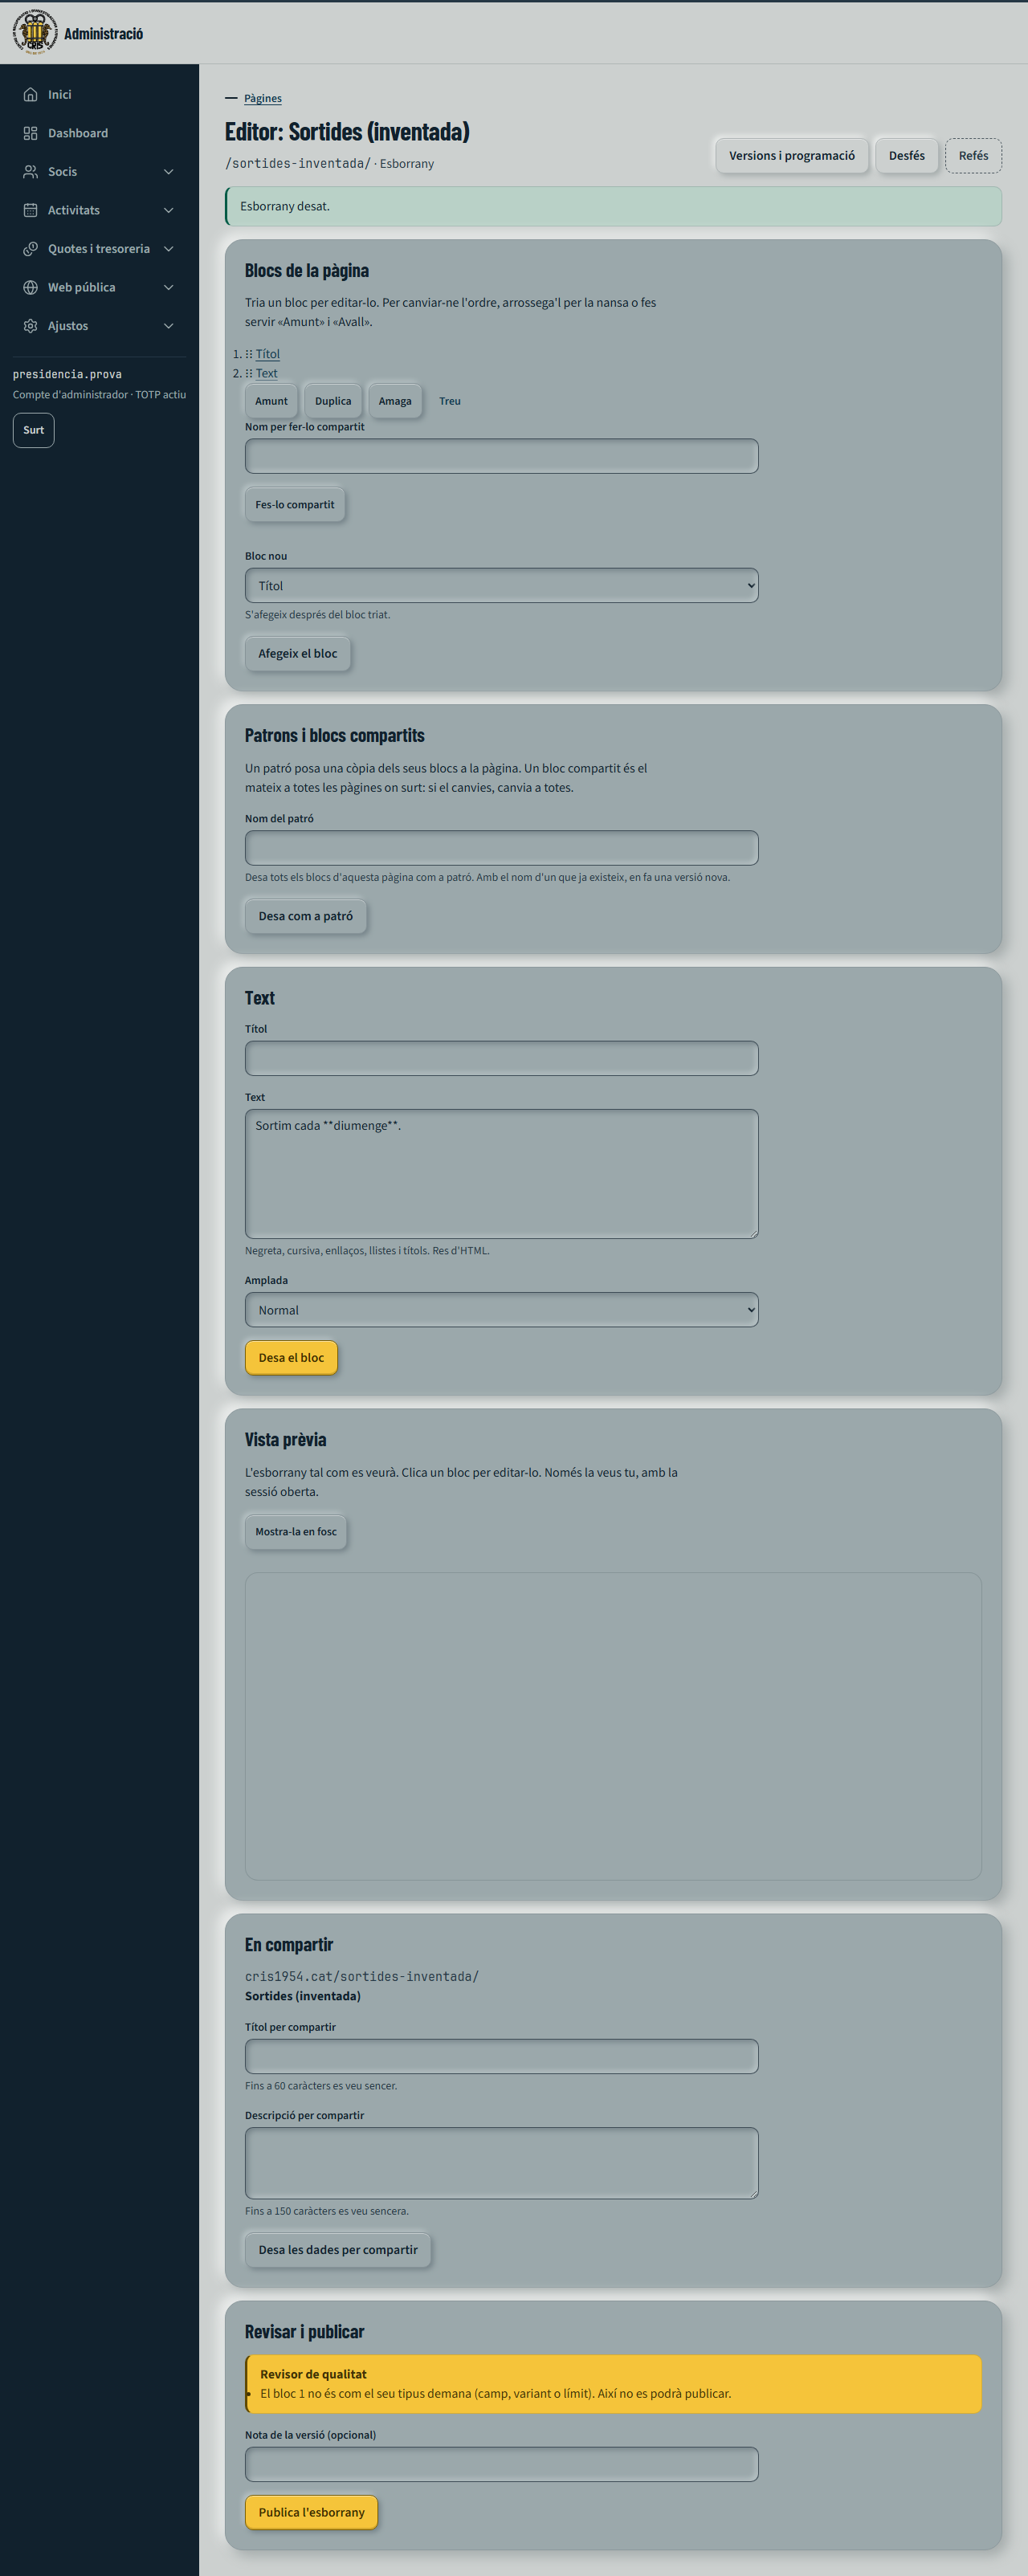 CRIS
Administració
Inici
Dashboard
Socis
Activitats
Quotes i tresoreria
Web pública
Ajustos
presidencia.prova
Compte d'administrador · TOTP actiu
Surt
Pàgines
Editor: Sortides (inventada)
/sortides-inventada/ · Esborrany
Versions i programació
Desfés
Refés
Esborrany desat.
Blocs de la pàgina
Tria un bloc per editar-lo. Per canviar-ne l'ordre, arrossega'l per la nansa o fes
servir «Amunt» i «Avall».
1. Títol
2. Text
Amunt
Duplica
Amaga
Treu
Nom per fer-lo compartit
Fes-lo compartit
Bloc nou
Títol
S'afegeix després del bloc triat.
Afegeix el bloc
Patrons i blocs compartits
Un patró posa una còpia dels seus blocs a la pàgina. Un bloc compartit és el
mateix a totes les pàgines on surt: si el canvies, canvia a totes.
Nom del patró
Desa tots els blocs d'aquesta pàgina com a patró. Amb el nom d'un que ja existeix, en fa una versió nova.
Desa com a patró
Text
Títol
Text
Sortim cada **diumenge**.
Negreta, cursiva, enllaços, llistes i títols. Res d'HTML.
Amplada
Normal
Desa el bloc
Vista prèvia
L'esborrany tal com es veurà. Clica un bloc per editar-lo. Només la veus tu, amb la
sessió oberta.
Mostra-la en fosc
En compartir
cris1954.cat/sortides-inventada/
Sortides (inventada)
Títol per compartir
Fins a 60 caràcters es veu sencer.
Descripció per compartir
Fins a 150 caràcters es veu sencera.
Desa les dades per compartir
Revisar i publicar
Revisor de qualitat
El bloc 1 no és com el seu tipus demana (camp, variant o límit). Així no es podrà publicar.
Nota de la versió (opcional)
Publica l'esborrany